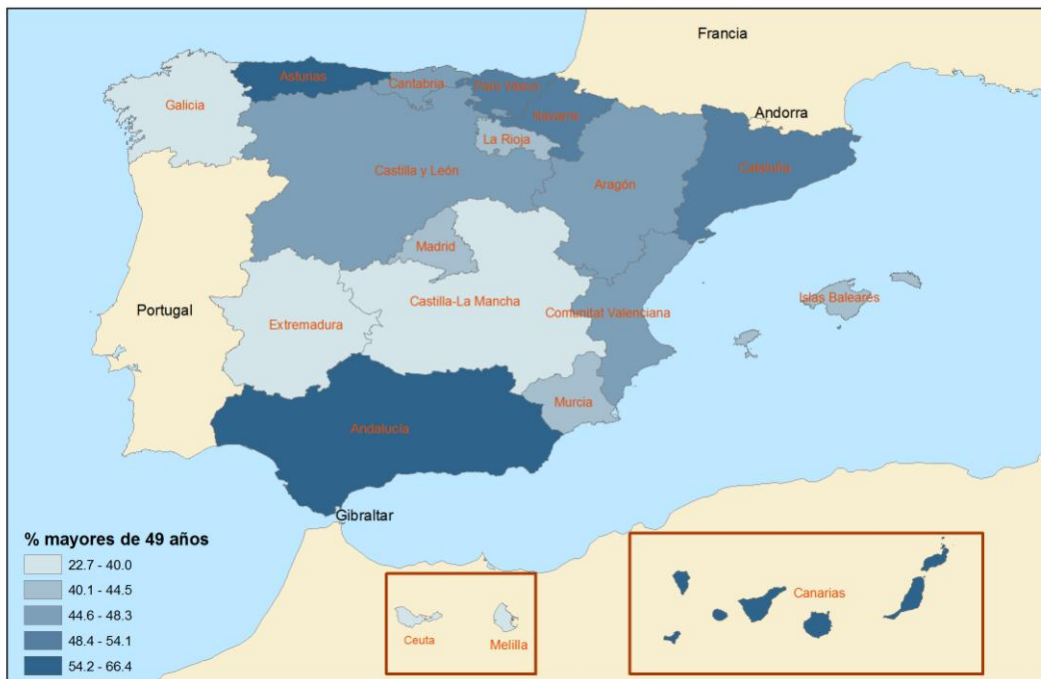 Francia
Asturias
Cantabria
País Vasco
Galicia
Andorra
Navarra
La Rioja
Castilla y León
Cataluña
Aragón
Madrid
Portugal
Castilla-La Mancha
Islas Baleares
Extremadura
Comunitat Valenciana
Murcia
Andalucía
Gibraltar
% mayores de 49 años
22.7 - 40.0
40.1 - 44.5
44.6 - 48.3
48.4 - 54.1
54.2 - 66.4
Ceuta
Melilla
Canarias